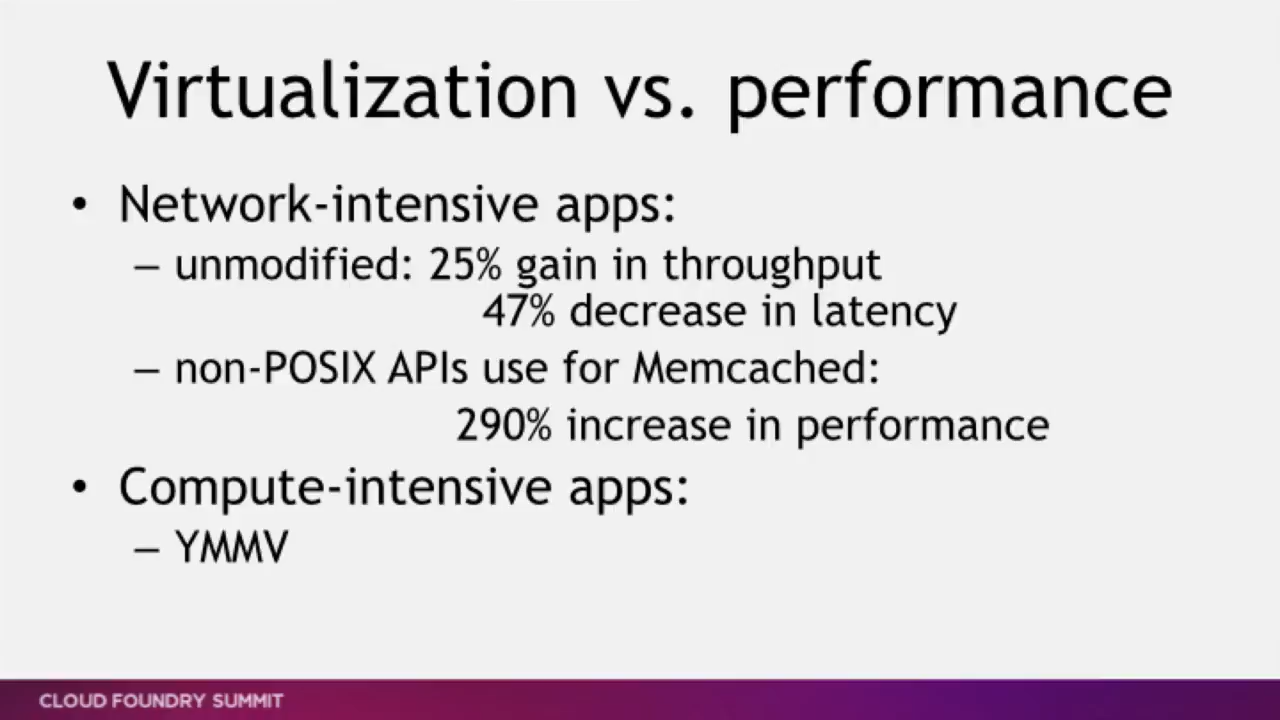 Virtualization vs. performance
• Network-intensive apps:
– unmodified: 25% gain in throughput
47% decrease in latency
– non-POSIX APIs use for Memcached:
290% increase in performance
• Compute-intensive apps:
– YMMV
CLOUD FOUNDRY SUMMIT